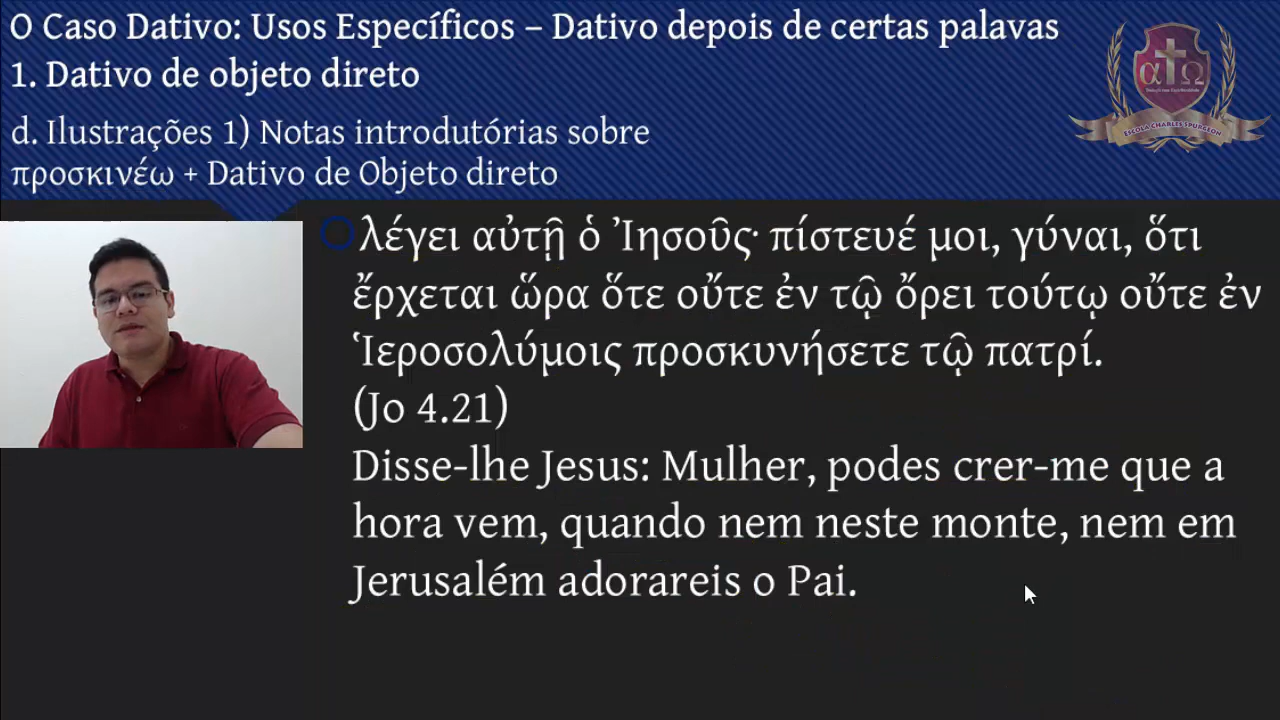 O Caso Dativo: Usos Específicos – Dativo depois de certas palavas
1. Dativo de objeto direto
d. Ilustrações 1) Notas introdutórias sobre
προσκινέω + Dativo de Objeto direto
α Ω
ESCOLA CHARLES SPURGEON
λέγει αὐτῇ ὁ Ἰησοῦς· πίστευέ μοι, γύναι, ὅτι
ἔρχεται ὥρα ὅτε οὔτε ἐν τῷ ὄρει τούτῳ οὔτε ἐν
Ἱεροσολύμοις προσκυνήσετε τῷ πατρί.
(Jo 4.21)
Disse-lhe Jesus: Mulher, podes crer-me que a
hora vem, quando nem neste monte, nem em
Jerusalém adorareis o Pai.